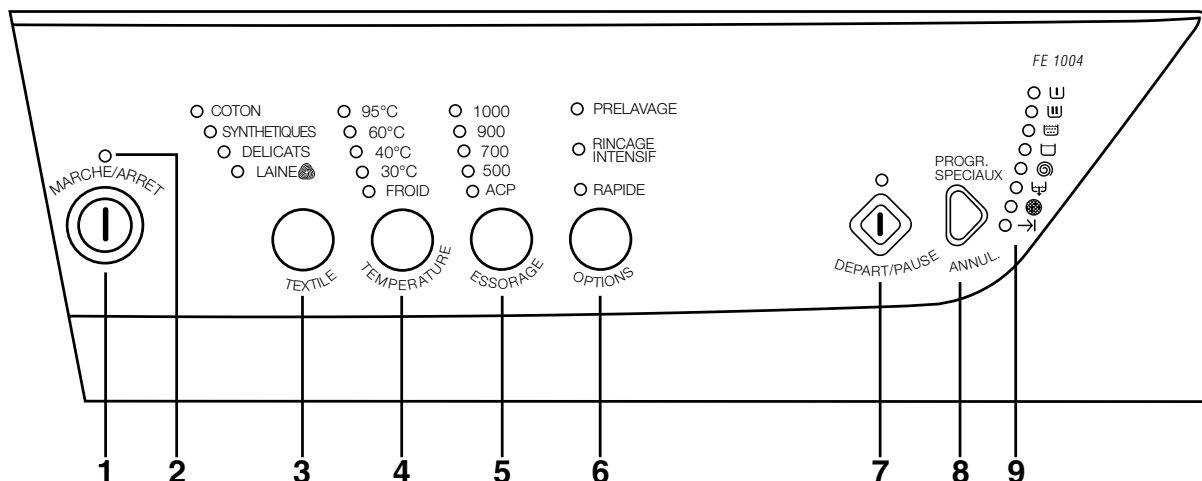 FE 1004
MARCHE/ARRET
COTON
SYNTHETIQUES
DELICATS
LAINE
TEXTILE
95°C
60°C
40°C
30°C
FROID
TEMPERATURE
1000
900
700
500
ACP
ESSORAGE
PRELAVAGE
RINCAGE
INTENSIF
RAPIDE
OPTIONS
DEPART/PAUSE
PROGR.
SPECIAUX
ANNUL.
1 2 3 4 5 6 7 8 9